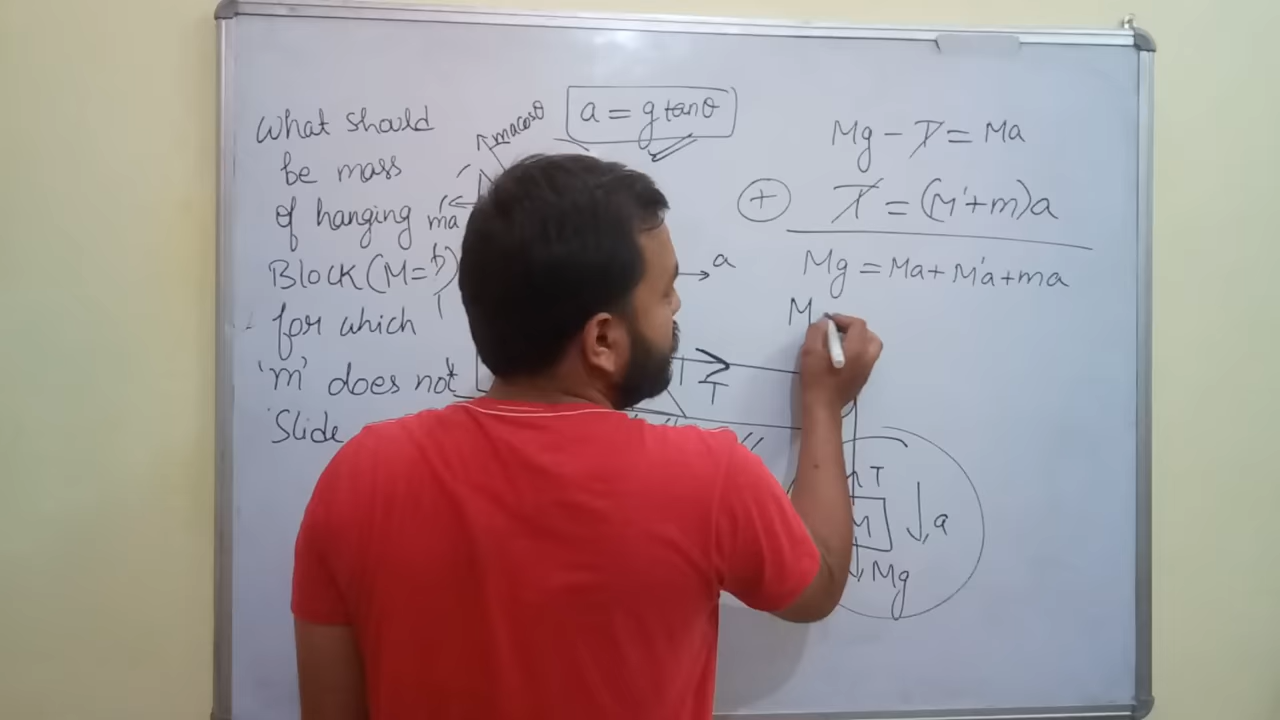 What should
be mass
of hanging
Block (M=?)
for which
'm' does not
Slide
macosθ
ma
a = g tanθ
a
T
Mg - T = Ma
+ T = (M'+m)a
Mg = Ma + M'a + ma
M
T
M
a
Mg